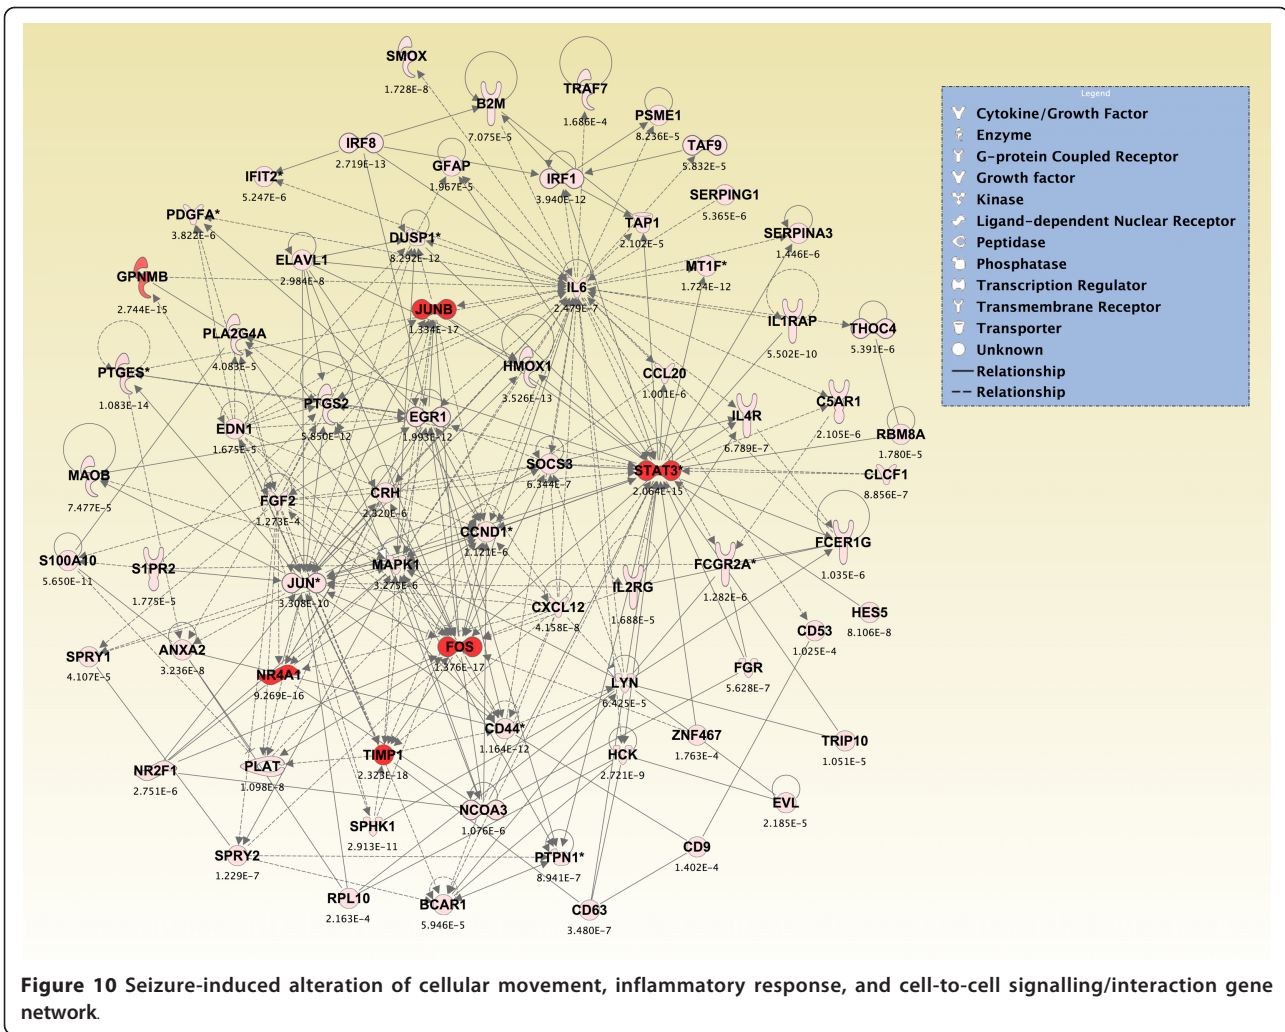 SMOX
1.728E-8
TRAF7
1.686E-4
B2M
7.075E-5
PSME1
8.236E-5
IRF8
2.719E-13
TAF9
5.832E-5
GFAP
1.967E-5
IRF1
3.940E-12
IFIT2*
5.247E-6
SERPING1
5.365E-6
PDGFA*
3.822E-6
TAP1
2.102E-5
SERPINA3
1.446E-6
DUSP1*
8.292E-12
ELAVL1
2.984E-8
MT1F*
1.724E-12
GPNMB
2.744E-15
IL6
2.479E-7
JUNB
1.334E-17
IL1RAP
5.502E-10
THOC4
5.391E-6
PLA2G4A
4.083E-5
HMOX1
3.526E-13
PTGES*
1.083E-14
CCL20
1.001E-6
PTGS2
5.850E-12
C5AR1
2.105E-6
EGR1
1.993E-12
IL4R
6.789E-7
EDN1
1.675E-5
RBM8A
1.780E-5
SOCS3
6.344E-7
STAT3*
2.064E-15
MAOB
7.477E-5
CLCF1
8.856E-7
CRH
2.320E-6
FGF2
1.273E-4
CCND1*
1.121E-6
FCER1G
1.035E-6
S100A10
5.650E-11
S1PR2
1.775E-5
MAPK1
3.275E-6
FCGR2A*
1.282E-6
JUN*
3.308E-10
IL2RG
1.688E-5
CXCL12
4.158E-8
HES5
8.106E-8
CD53
1.025E-4
FOS
1.376E-17
SPRY1
4.107E-5
ANXA2
3.236E-8
NR4A1
9.269E-16
FGR
5.628E-7
LYN
6.425E-5
CD44*
1.164E-12
ZNF467
1.763E-4
TRIP10
1.051E-5
TIMP1
2.323E-18
HCK
2.721E-9
NR2F1
2.751E-6
PLAT
1.098E-8
EVL
2.185E-5
NCOA3
1.076E-6
SPHK1
2.913E-11
CD9
1.402E-4
SPRY2
1.229E-7
PTPN1*
8.941E-7
RPL10
2.163E-4
BCAR1
5.946E-5
CD63
3.480E-7
Legend
Cytokine/Growth Factor
Enzyme
G-protein Coupled Receptor
Growth factor
Kinase
Ligand-dependent Nuclear Receptor
Peptidase
Phosphatase
Transcription Regulator
Transmembrane Receptor
Transporter
Unknown
Relationship
Relationship
Figure 10 Seizure-induced alteration of cellular movement, inflammatory response, and cell-to-cell signalling/interaction gene
network.